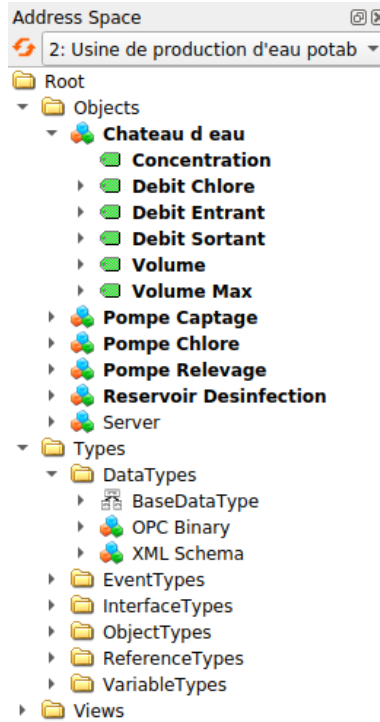 Address Space
2: Usine de production d'eau potab
Root
Objects
Chateau d eau
Concentration
Debit Chlore
Debit Entrant
Debit Sortant
Volume
Volume Max
Pompe Captage
Pompe Chlore
Pompe Relevage
Reservoir Desinfection
Server
Types
DataTypes
BaseDataType
OPC Binary
XML Schema
EventTypes
InterfaceTypes
ObjectTypes
ReferenceTypes
VariableTypes
Views